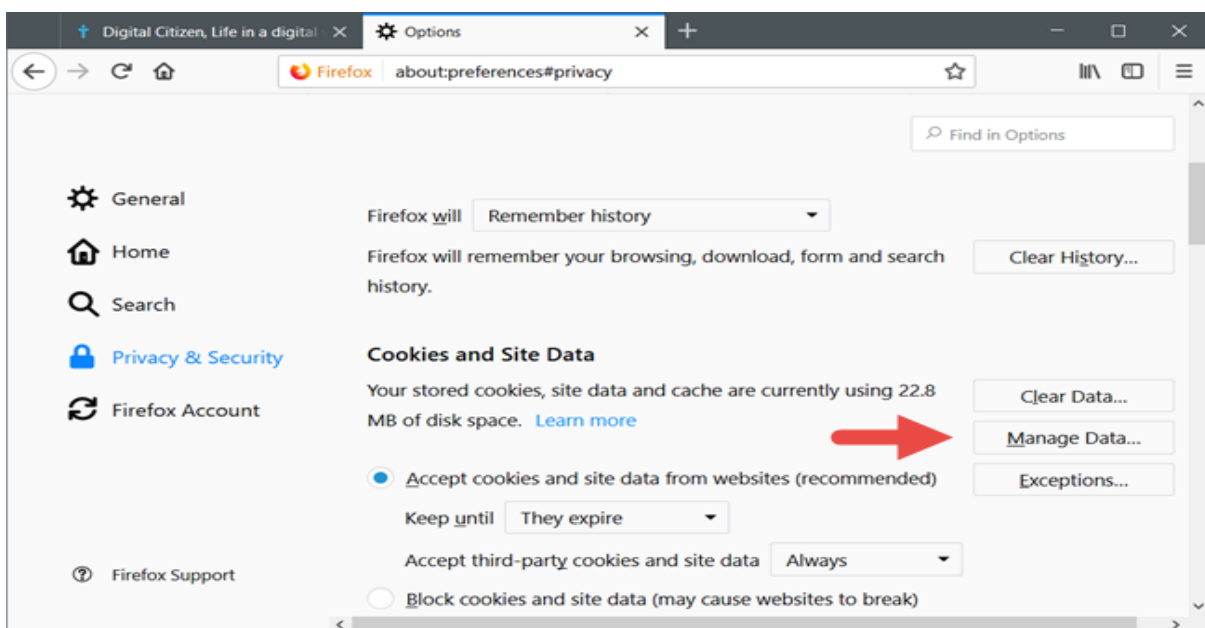 Digital Citizen, Life in a digital
Options
Firefox about:preferences#privacy
Find in Options
General
Home
Search
Privacy & Security
Firefox Account
Firefox Support
Firefox will Remember history
Firefox will remember your browsing, download, form and search
history.
Clear History...
Cookies and Site Data
Your stored cookies, site data and cache are currently using 22.8
MB of disk space. Learn more
Clear Data...
Manage Data...
Exceptions...
Accept cookies and site data from websites (recommended)
Keep until They expire
Accept third-party cookies and site data Always
Block cookies and site data (may cause websites to break)